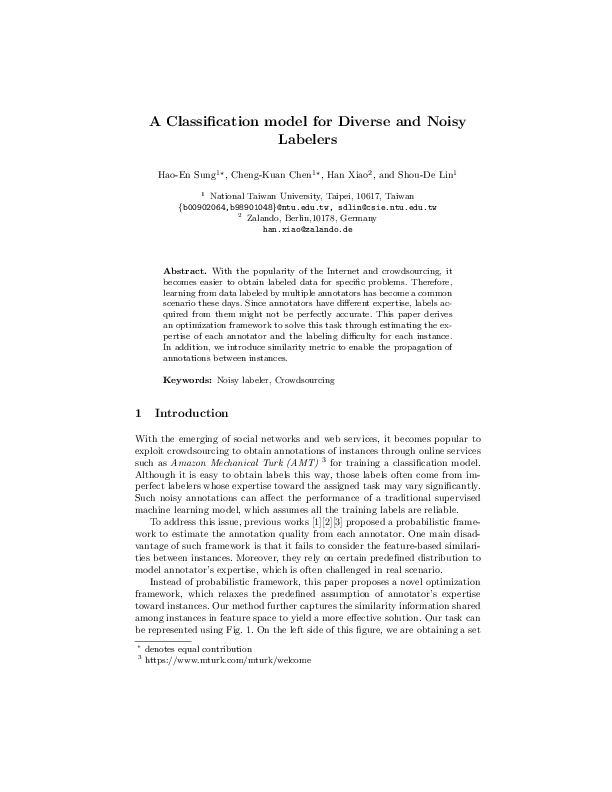 A Classification model for Diverse and Noisy
Labelers
Hao-En Sung1*, Cheng-Kuan Chen1*, Han Xiao2, and Shou-De Lin1
1 National Taiwan University, Taipei, 10617, Taiwan
{b00902064,b98901048}@ntu.edu.tw, sdlin@csie.ntu.edu.tw
2 Zalando, Berlin,10178, Germany
han.xiao@zalando.de
Abstract. With the popularity of the Internet and crowdsourcing, it
becomes easier to obtain labeled data for specific problems. Therefore,
learning from data labeled by multiple annotators has become a common
scenario these days. Since annotators have different expertise, labels ac-
quired from them might not be perfectly accurate. This paper derives
an optimization framework to solve this task through estimating the ex-
pertise of each annotator and the labeling difficulty for each instance.
In addition, we introduce similarity metric to enable the propagation of
annotations between instances.
Keywords: Noisy labeler, Crowdsourcing
1 Introduction
With the emerging of social networks and web services, it becomes popular to
exploit crowdsourcing to obtain annotations of instances through online services
such as Amazon Mechanical Turk (AMT) 3 for training a classification model.
Although it is easy to obtain labels this way, those labels often come from im-
perfect labelers whose expertise toward the assigned task may vary significantly.
Such noisy annotations can affect the performance of a traditional supervised
machine learning model, which assumes all the training labels are reliable.
To address this issue, previous works [1][2][3] proposed a probabilistic frame-
work to estimate the annotation quality from each annotator. One main disad-
vantage of such framework is that it fails to consider the feature-based similari-
ties between instances. Moreover, they rely on certain predefined distribution to
model annotator's expertise, which is often challenged in real scenario.
Instead of probabilistic framework, this paper proposes a novel optimization
framework, which relaxes the predefined assumption of annotator's expertise
toward instances. Our method further captures the similarity information shared
among instances in feature space to yield a more effective solution. Our task can
be represented using Fig. 1. On the left side of this figure, we are obtaining a set
* denotes equal contribution
3 https://www.mturk.com/mturk/welcome